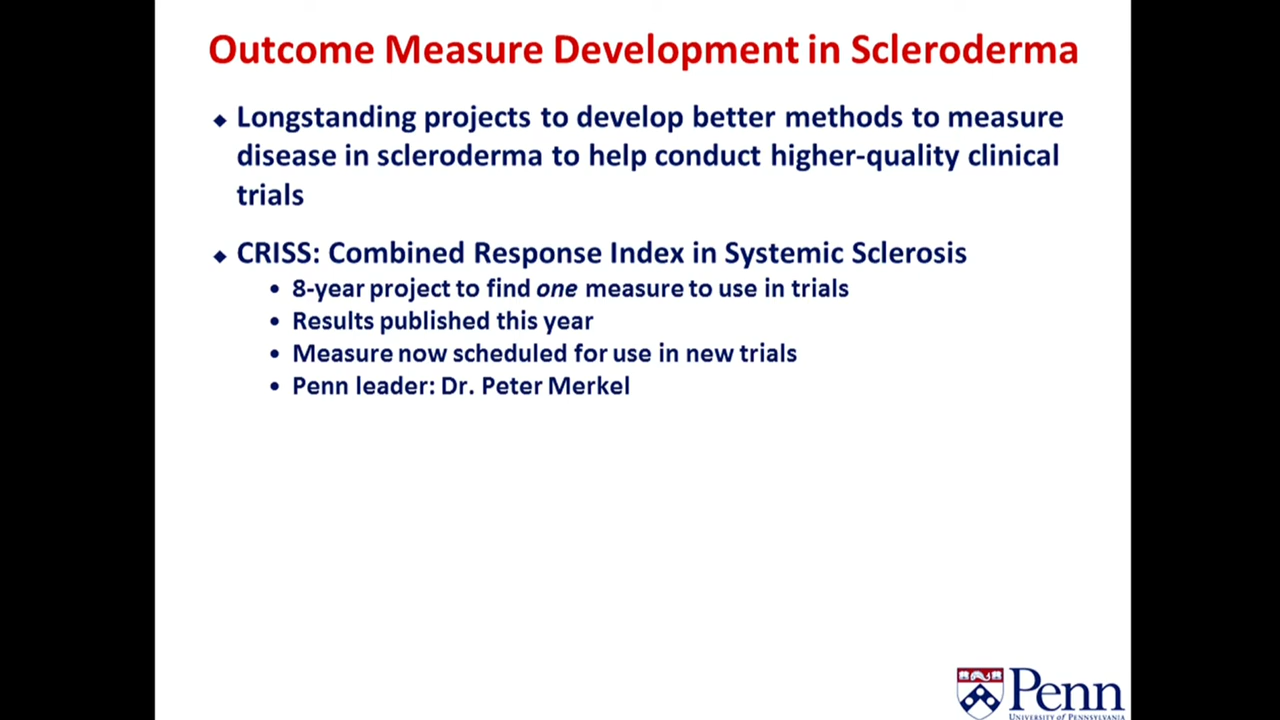 Outcome Measure Development in Scleroderma
◆ Longstanding projects to develop better methods to measure
disease in scleroderma to help conduct higher-quality clinical
trials
◆ CRISS: Combined Response Index in Systemic Sclerosis
• 8-year project to find one measure to use in trials
• Results published this year
• Measure now scheduled for use in new trials
• Penn leader: Dr. Peter Merkel
Penn
UNIVERSITY OF PENNSYLVANIA